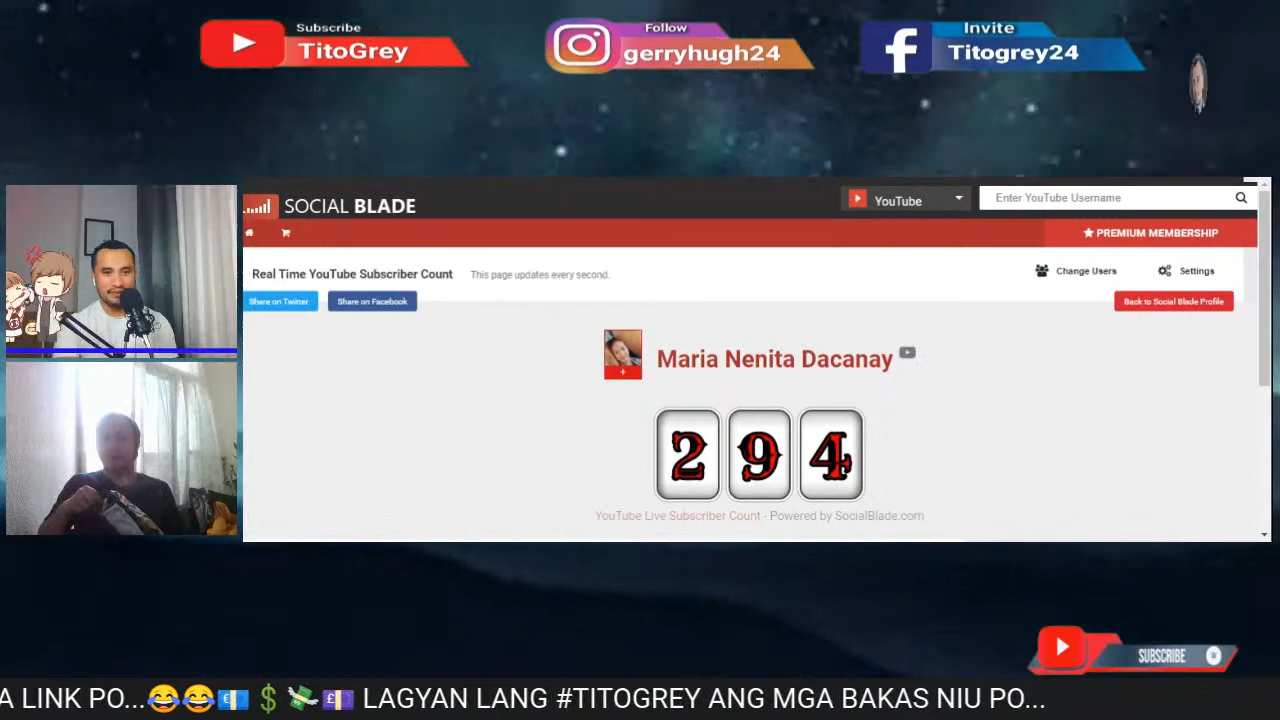 Subscribe
TitoGrey
Follow
gerryhugh24
Invite
Titogrey24
SOCIAL BLADE
YouTube
Enter YouTube Username
PREMIUM MEMBERSHIP
Real Time YouTube Subscriber Count
This page updates every second.
Change Users
Settings
Share on Twitter
Share on Facebook
Back to Social Blade Profile
Maria Nenita Dacanay
294
YouTube Live Subscriber Count - Powered by SocialBlade.com
SUBSCRIBE
A LINK PO...😂😂💶💲💸💷 LAGYAN LANG #TITOGREY ANG MGA BAKAS NIU PO...